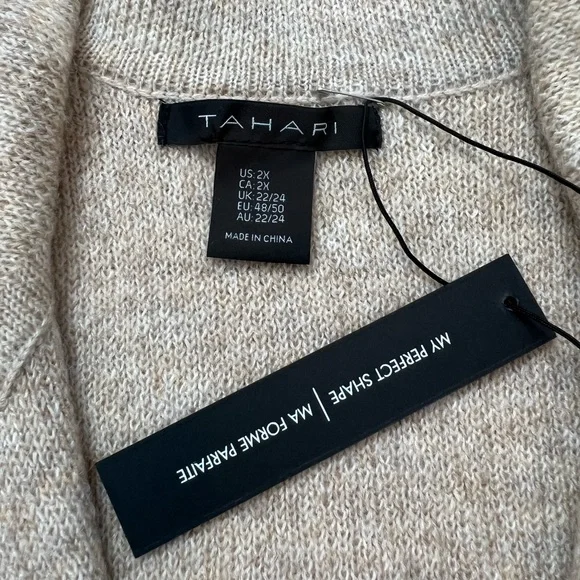 TAHARI
US: 2X
CA: 2X
UK: 22/24
EU: 48/50
AU: 22/24
MADE IN CHINA
MY PERFECT SHAPE | MA FORME PARFAITE